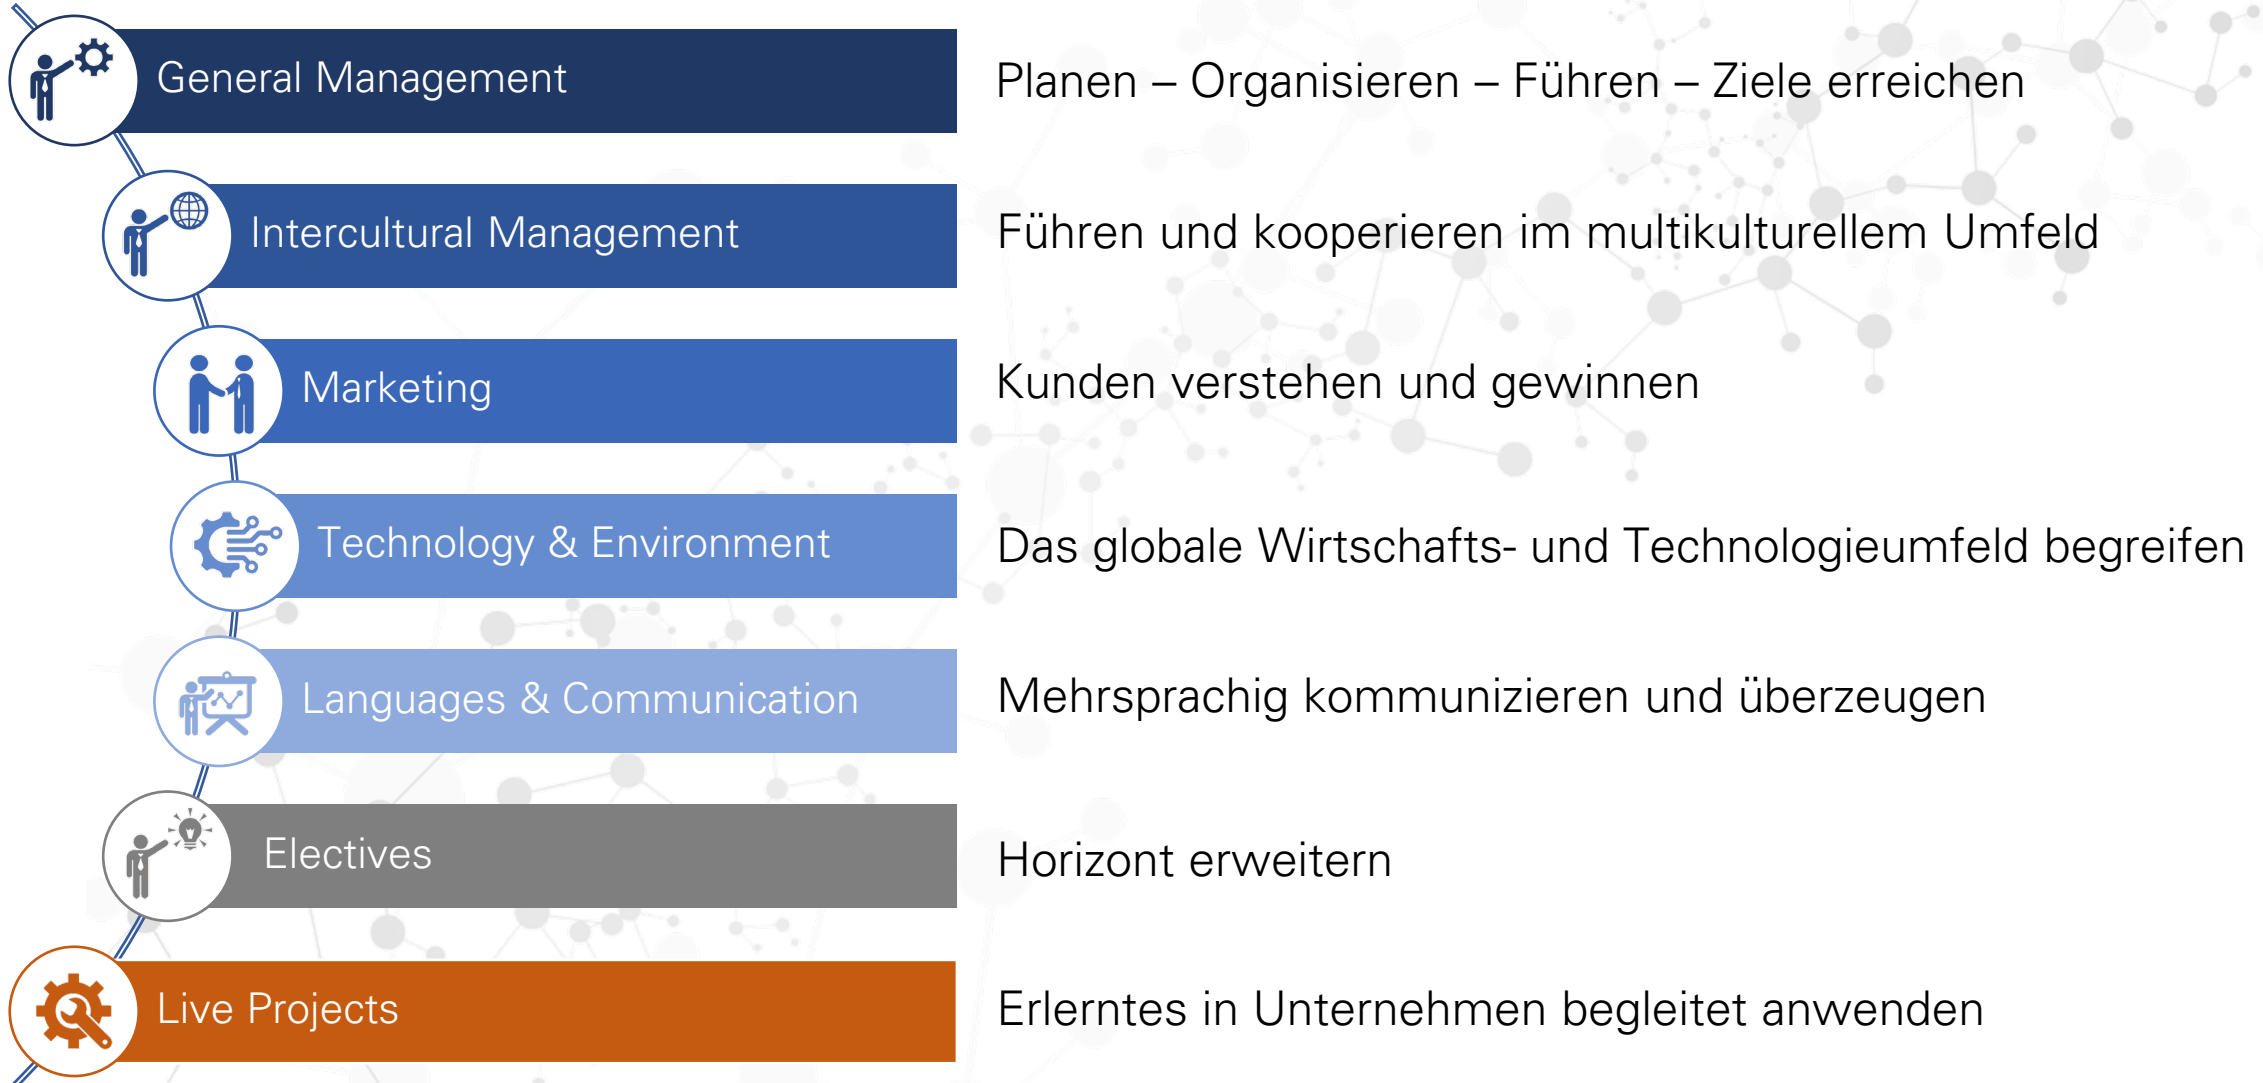 General Management
Planen – Organisieren – Führen – Ziele erreichen
Intercultural Management
Führen und kooperieren im multikulturellem Umfeld
Marketing
Kunden verstehen und gewinnen
Technology & Environment
Das globale Wirtschafts- und Technologieumfeld begreifen
Languages & Communication
Mehrsprachig kommunizieren und überzeugen
Electives
Horizont erweitern
Live Projects
Erlerntes in Unternehmen begleitet anwenden